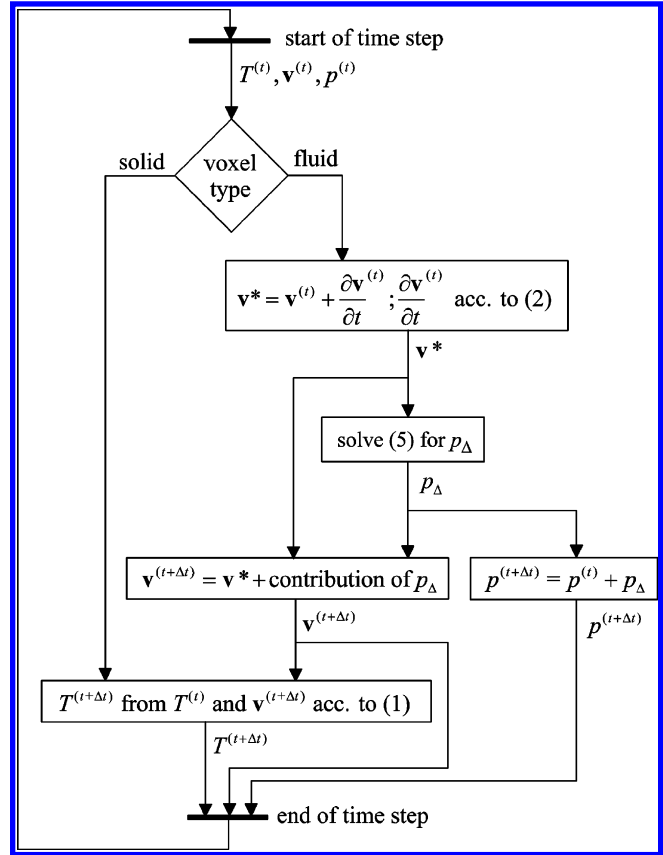 start of time step
T^(t), v^(t), p^(t)
solid
voxel
type
fluid
v* = v^(t) + ∂v^(t)/∂t ; ∂v^(t)/∂t acc. to (2)
v*
solve (5) for p_Δ
p_Δ
v^(t+Δt) = v* + contribution of p_Δ
p^(t+Δt) = p^(t) + p_Δ
v^(t+Δt)
p^(t+Δt)
T^(t+Δt) from T^(t) and v^(t+Δt) acc. to (1)
T^(t+Δt)
end of time step